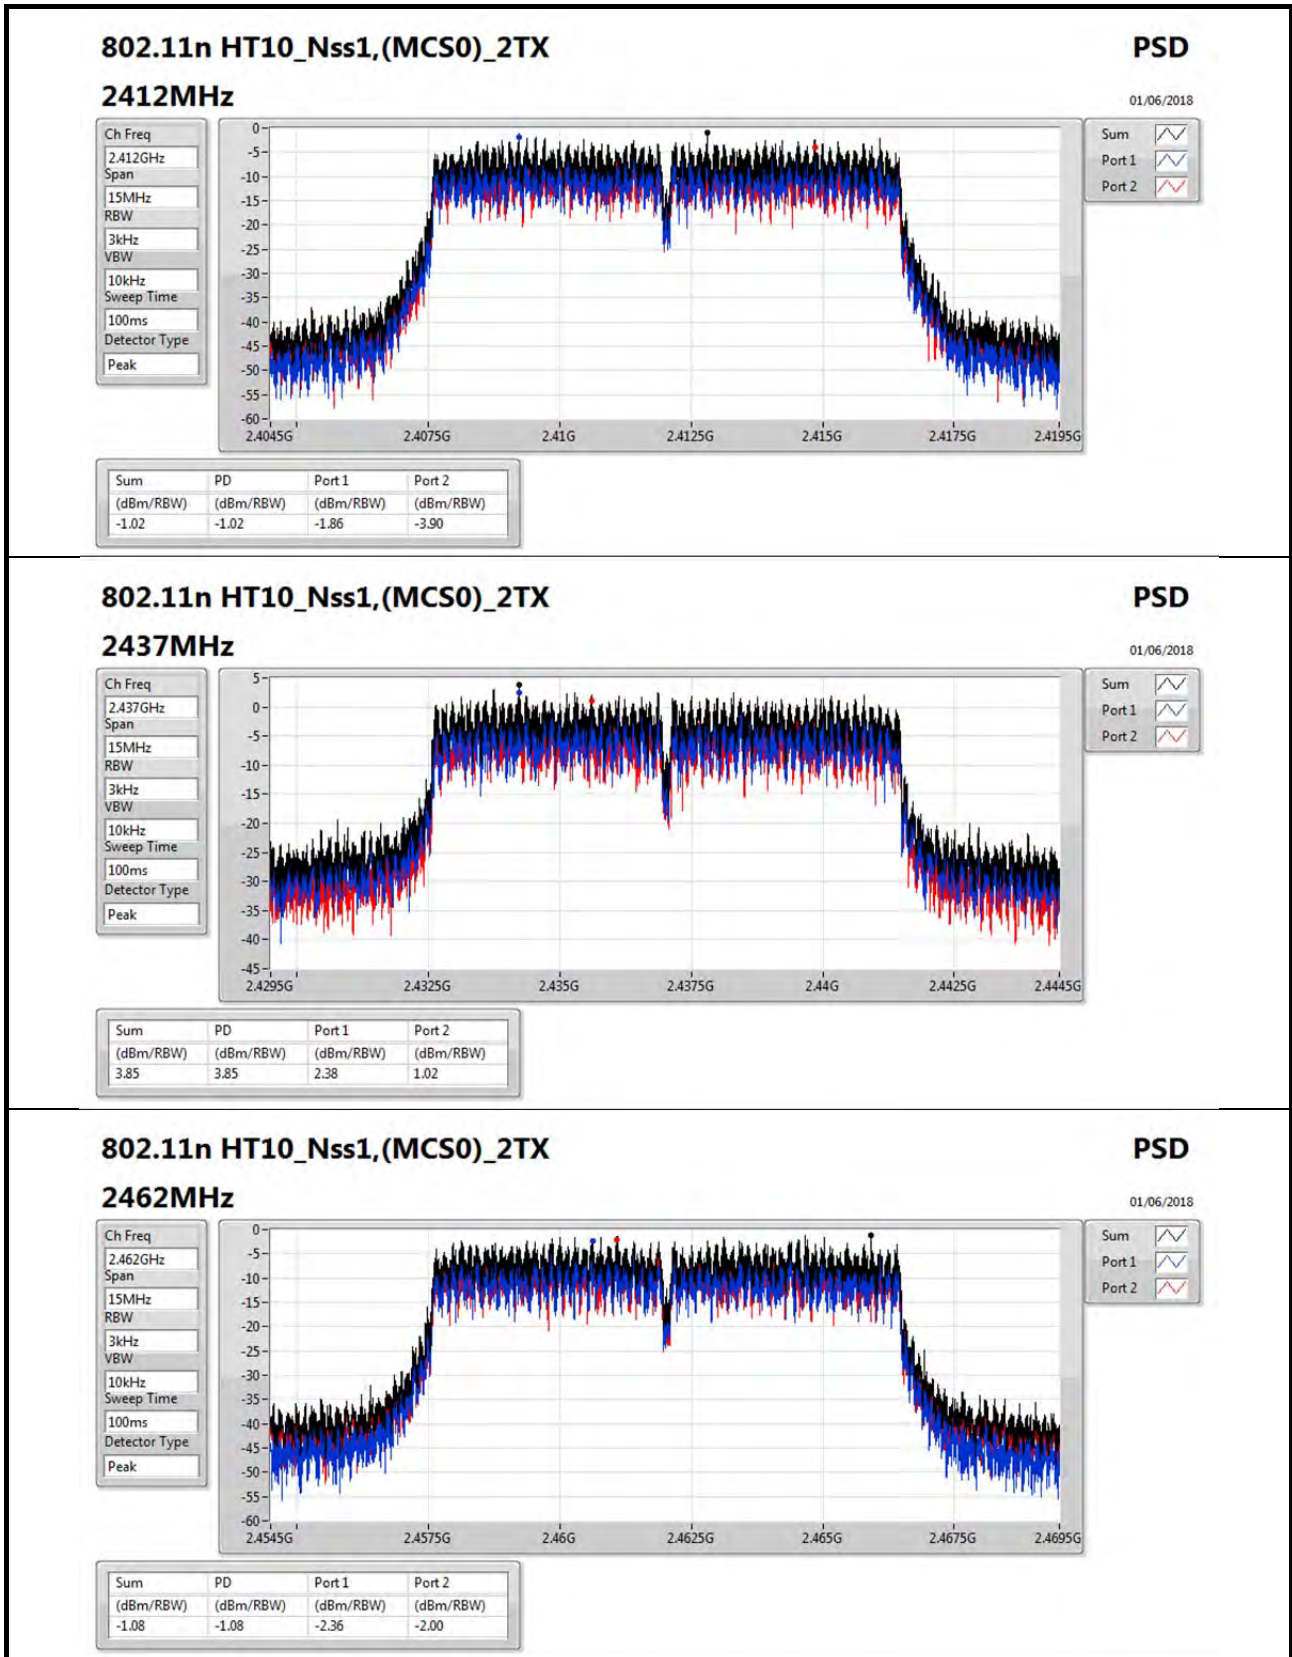 802.11n HT10_Nss1,(MCS0)_2TX PSD
2412MHz 01/06/2018
Ch Freq
2.412GHz
Span
15MHz
RBW
3kHz
VBW
10kHz
Sweep Time
100ms
Detector Type
Peak
0
-5
-10
-15
-20
-25
-30
-35
-40
-45
-50
-55
-60
2.4045G 2.4075G 2.41G 2.4125G 2.415G 2.4175G 2.4195G
Sum
Port 1
Port 2
Sum PD Port 1 Port 2
(dBm/RBW) (dBm/RBW) (dBm/RBW) (dBm/RBW)
-1.02 -1.02 -1.86 -3.90
802.11n HT10_Nss1,(MCS0)_2TX PSD
2437MHz 01/06/2018
Ch Freq
2.437GHz
Span
15MHz
RBW
3kHz
VBW
10kHz
Sweep Time
100ms
Detector Type
Peak
5
0
-5
-10
-15
-20
-25
-30
-35
-40
-45
2.4295G 2.4325G 2.435G 2.4375G 2.44G 2.4425G 2.4445G
Sum
Port 1
Port 2
Sum PD Port 1 Port 2
(dBm/RBW) (dBm/RBW) (dBm/RBW) (dBm/RBW)
3.85 3.85 2.38 1.02
802.11n HT10_Nss1,(MCS0)_2TX PSD
2462MHz 01/06/2018
Ch Freq
2.462GHz
Span
15MHz
RBW
3kHz
VBW
10kHz
Sweep Time
100ms
Detector Type
Peak
0
-5
-10
-15
-20
-25
-30
-35
-40
-45
-50
-55
-60
2.4545G 2.4575G 2.46G 2.4625G 2.465G 2.4675G 2.4695G
Sum
Port 1
Port 2
Sum PD Port 1 Port 2
(dBm/RBW) (dBm/RBW) (dBm/RBW) (dBm/RBW)
-1.08 -1.08 -2.36 -2.00